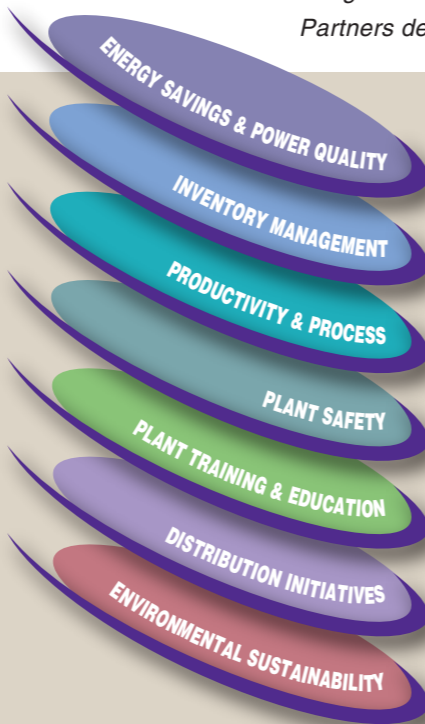 Partners de
ENERGY SAVINGS & POWER QUALITY
INVENTORY MANAGEMENT
PRODUCTIVITY & PROCESS
PLANT SAFETY
PLANT TRAINING & EDUCATION
DISTRIBUTION INITIATIVES
ENVIRONMENTAL SUSTAINABILITY